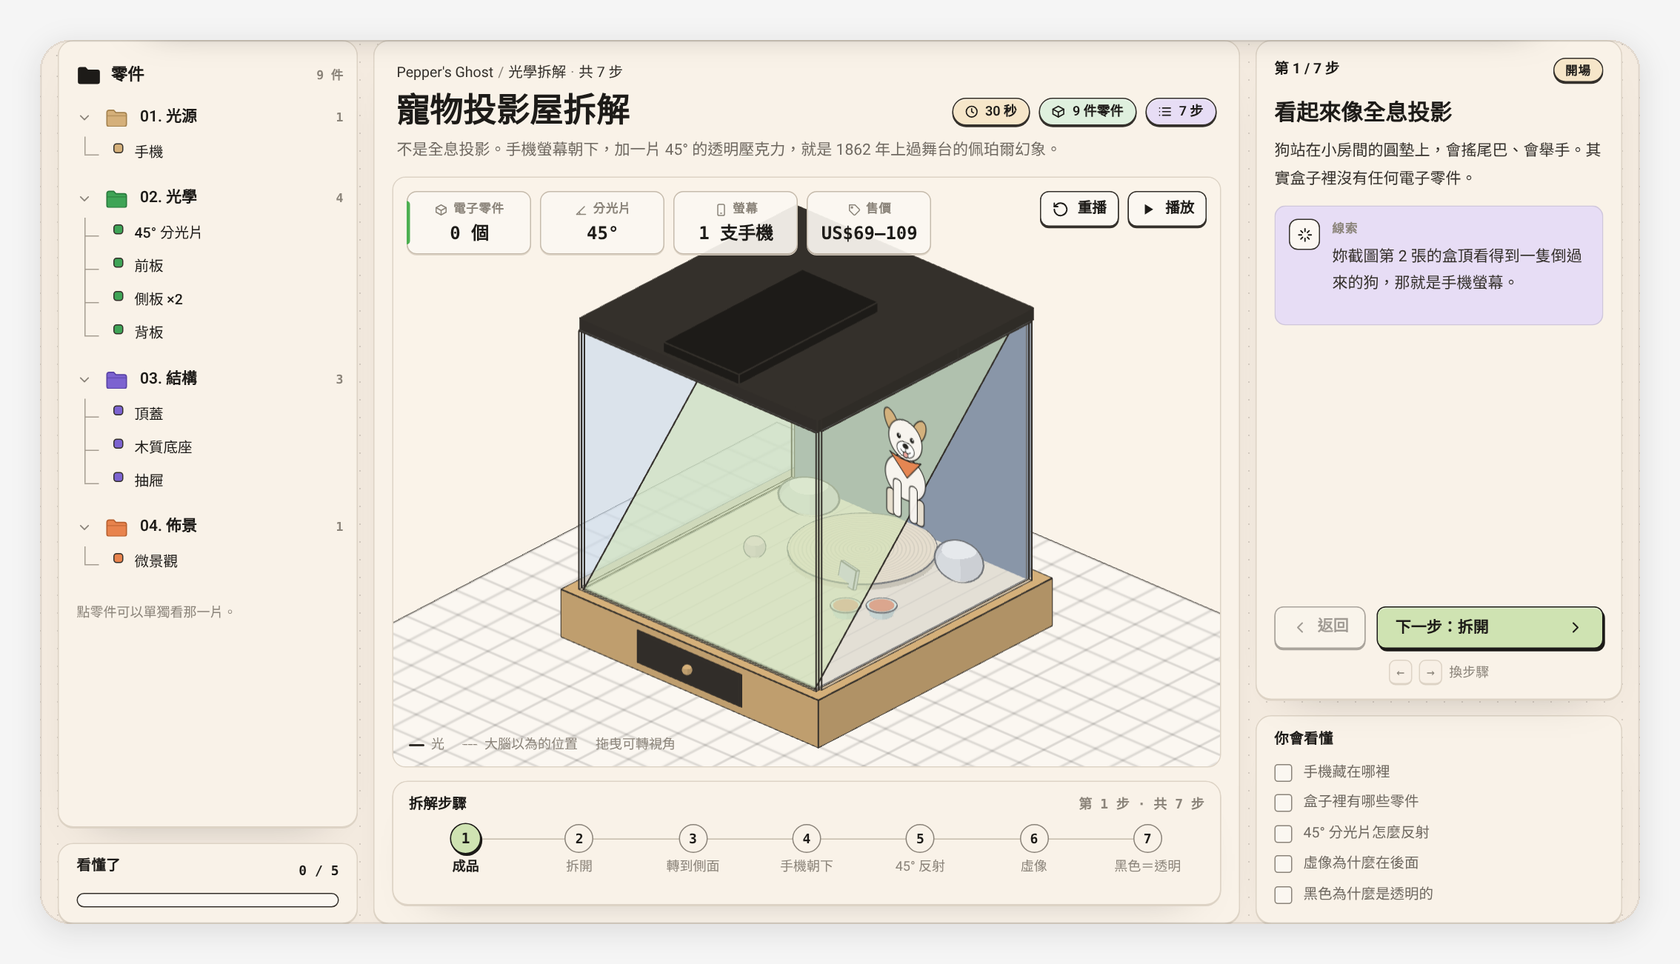 零件
9 件
01. 光源
1
手機
02. 光學
4
45° 分光片
前板
側板 ×2
背板
03. 結構
3
頂蓋
木質底座
抽屜
04. 佈景
1
微景觀
點零件可以單獨看那一片。
看懂了
0 / 5
Pepper's Ghost / 光學拆解 · 共 7 步
寵物投影屋拆解
30 秒
9 件零件
7 步
不是全息投影。手機螢幕朝下，加一片 45° 的透明壓克力，就是 1862 年上過舞台的佩珀爾幻象。
電子零件
0 個
分光片
45°
螢幕
1 支手機
售價
US$69–109
重播
播放
光
大腦以為的位置
拖曳可轉視角
拆解步驟
第 1 步 · 共 7 步
1
2
3
4
5
6
7
成品
拆開
轉到側面
手機朝下
45° 反射
虛像
黑色＝透明
第 1 / 7 步
開場
看起來像全息投影
狗站在小房間的圓墊上，會搖尾巴、會舉手。其
實盒子裡沒有任何電子零件。
線索
妳截圖第 2 張的盒頂看得到一隻倒過
來的狗，那就是手機螢幕。
返回
下一步：拆開
← → 換步驟
你會看懂
手機藏在哪裡
盒子裡有哪些零件
45° 分光片怎麼反射
虛像為什麼在後面
黑色為什麼是透明的